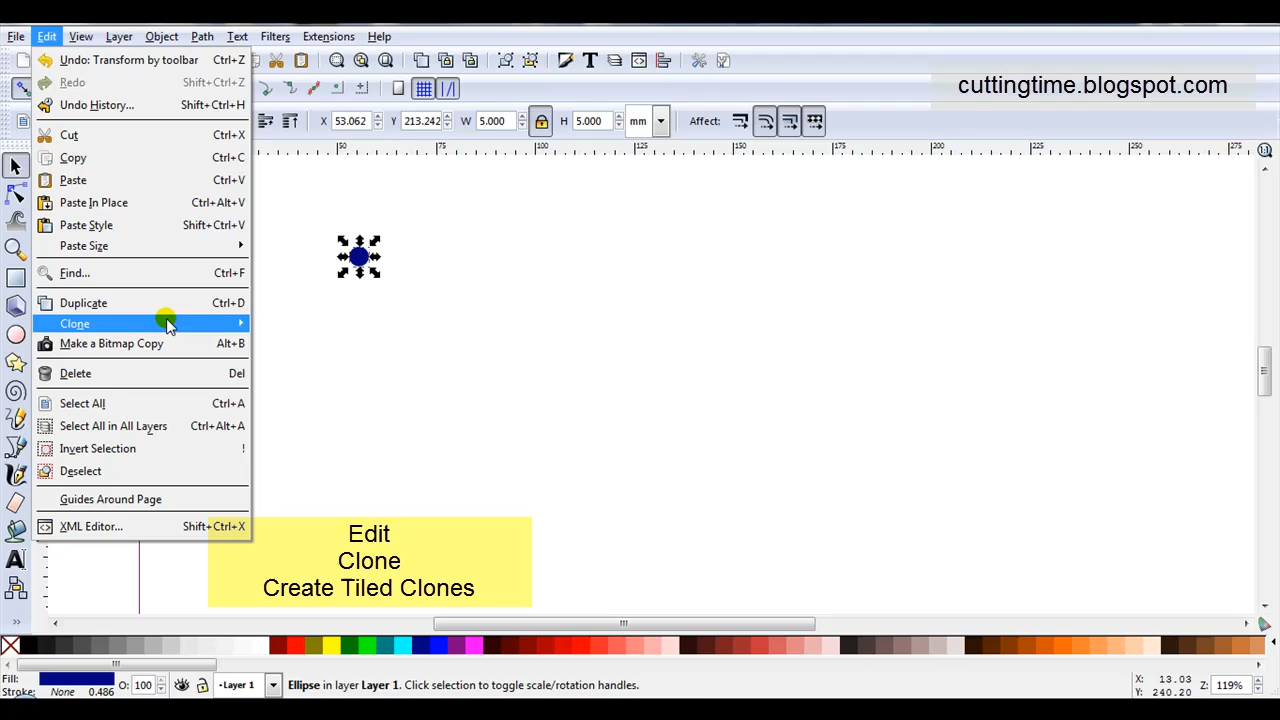 File Edit View Layer Object Path Text Filters Extensions Help
cuttingtime.blogspot.com
Undo: Transform by toolbar Ctrl+Z
Redo Shift+Ctrl+Z
Undo History... Shift+Ctrl+H
X 53.062 Y 213.242 W 5.000 H 5.000 mm Affect:
Cut Ctrl+X
Copy Ctrl+C
Paste Ctrl+V
Paste In Place Ctrl+Alt+V
Paste Style Shift+Ctrl+V
Paste Size
Find... Ctrl+F
Duplicate Ctrl+D
Clone
Make a Bitmap Copy Alt+B
Delete Del
Select All Ctrl+A
Select All in All Layers Ctrl+Alt+A
Invert Selection !
Deselect
Guides Around Page
XML Editor... Shift+Ctrl+X
50 75 100 125 150 175 200 225 250 275
Edit
Clone
Create Tiled Clones
Fill:
Stroke: None 0.486 O: 100 Layer 1 Ellipse in layer Layer 1. Click selection to toggle scale/rotation handles.
X: 13.03
Y: 240.20
Z: 119%